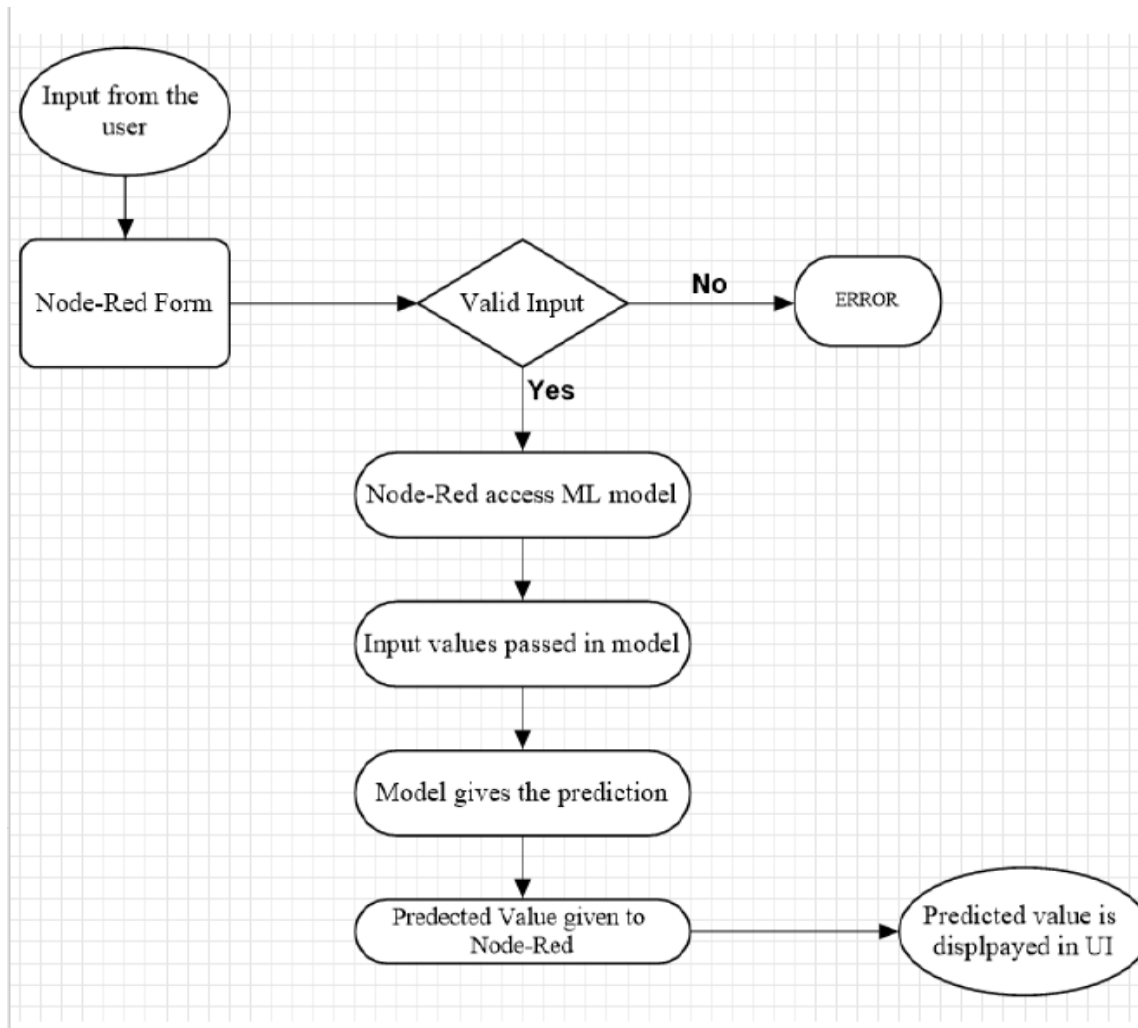 Input from the
user
Node-Red Form
Valid Input
No
ERROR
Yes
Node-Red access ML model
Input values passed in model
Model gives the prediction
Predected Value given to
Node-Red
Predicted value is
displpayed in UI